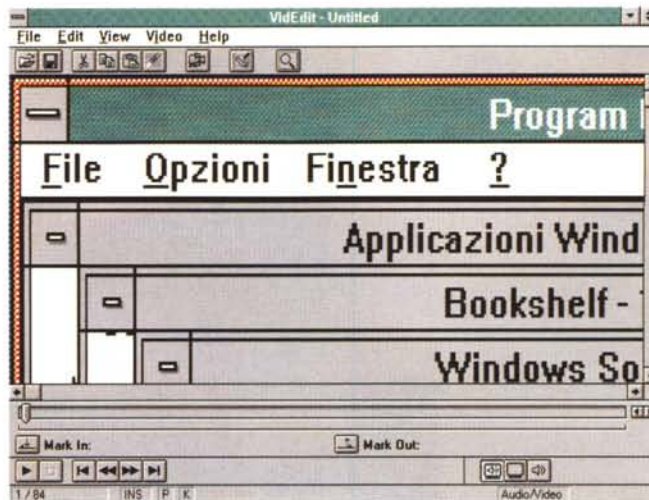 VidEdit - Untitled
File Edit View Video Help
Program
File Opzioni Finestra ?
Applicazioni Wind
Bookshelf -
Windows So
Mark In: Mark Out:
1 / 84 INS P K Audio/Video